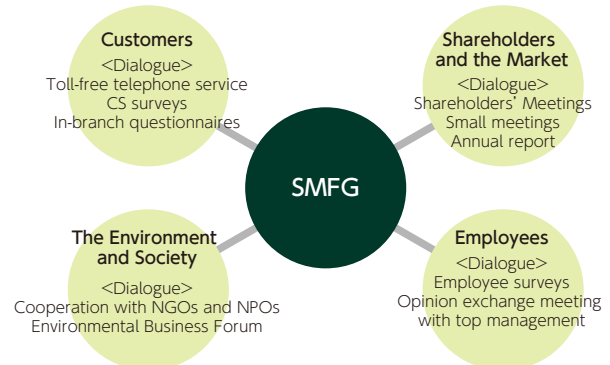 Customers
<Dialogue>
Toll-free telephone service
CS surveys
In-branch questionnaires
Shareholders
and the Market
<Dialogue>
Shareholders’ Meetings
Small meetings
Annual report
SMFG
The Environment
and Society
<Dialogue>
Cooperation with NGOs and NPOs
Environmental Business Forum
Employees
<Dialogue>
Employee surveys
Opinion exchange meeting
with top management